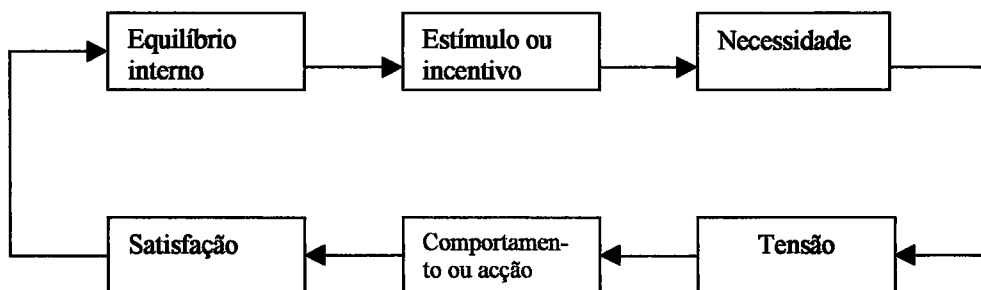 Equilíbrio
interno
Estímulo ou
incentivo
Necessidade
Satisfação
Comportamen-
to ou acção
Tensão